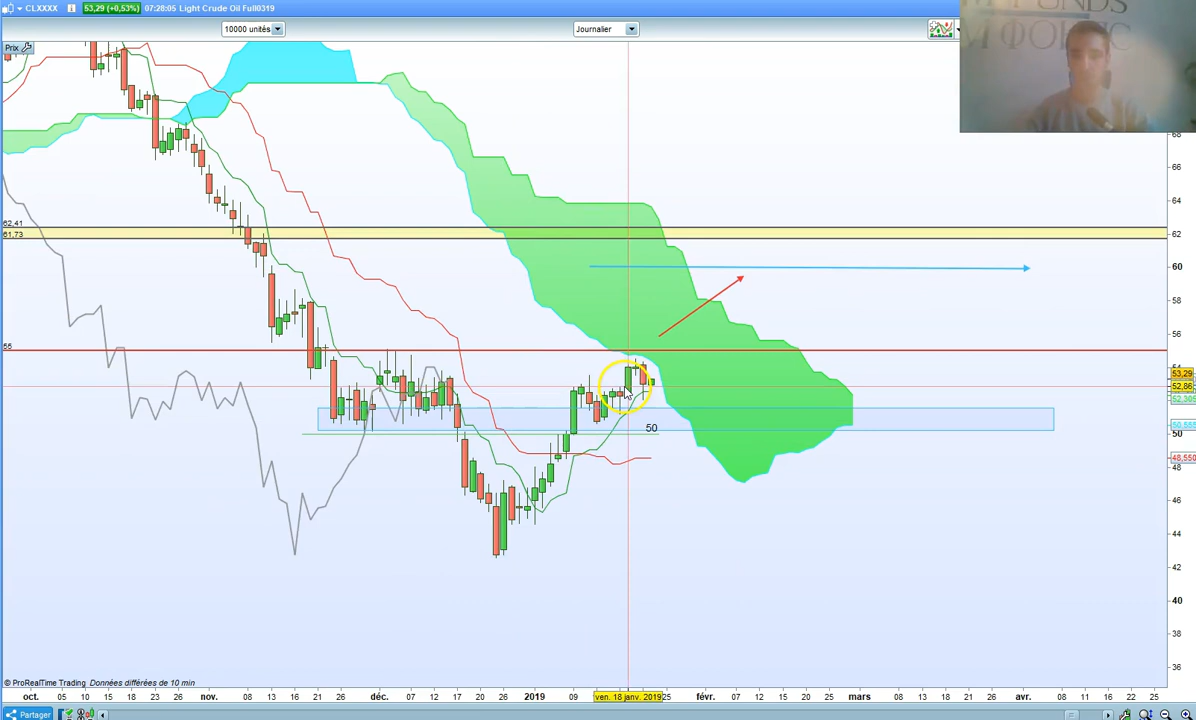 CLXXXX 53,29 (+0,53%) 07:28:05 Light Crude Oil Full0319
FUNDS
ФОРЕС
10000 unités Journalier
Prix
68
66
64
62,41
61,73
62
60
58
56
55
53,29
52,86
50
50
48,550
48
46
44
42
40
38
36
© ProRealTime Trading Données différées de 10 min
oct. 05 10 15 18 23 26 nov. 08 13 16 21 26 déc. 07 12 17 20 26 2019 09 ven. 18 janv. 2019 25 févr. 07 12 15 20 25 mars 08 13 18 21 26 avr. 08 12 17 22 25
Partager